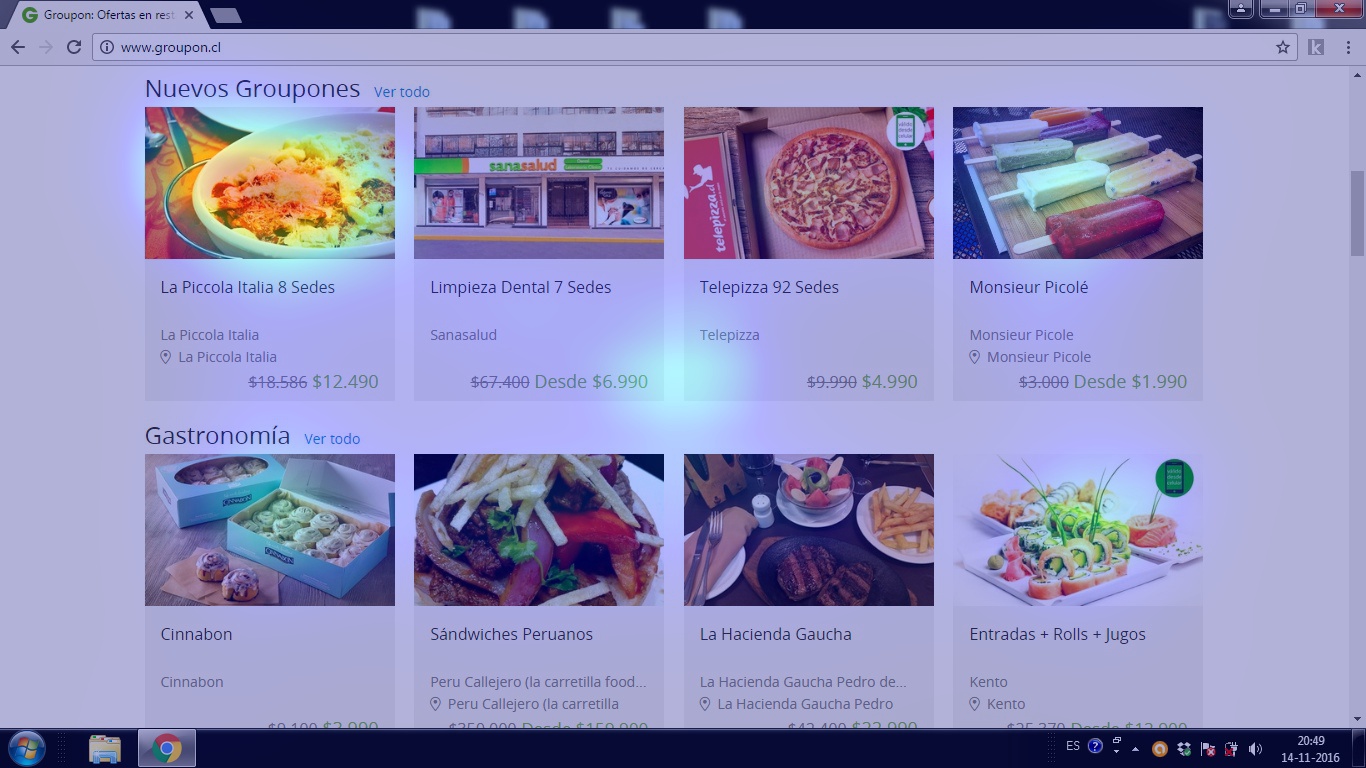 Groupon: Ofertas en rest
www.groupon.cl
Nuevos Groupones Ver todo
sanasalud
telepizza.cl
La Piccola Italia 8 Sedes
Limpieza Dental 7 Sedes
Telepizza 92 Sedes
Monsieur Picolé
La Piccola Italia
Sanasalud
Telepizza
Monsieur Picole
La Piccola Italia
Monsieur Picole
$18.586 $12.490
$67.400 Desde $6.990
$9.990 $4.990
$3.000 Desde $1.990
Gastronomía Ver todo
CINNABON
CINNABON
Cinnabon
Sándwiches Peruanos
La Hacienda Gaucha
Entradas + Rolls + Jugos
Cinnabon
Peru Callejero (la carretilla food...
La Hacienda Gaucha Pedro de...
Kento
Peru Callejero (la carretilla
La Hacienda Gaucha Pedro
Kento
ES
20:49
14-11-2016